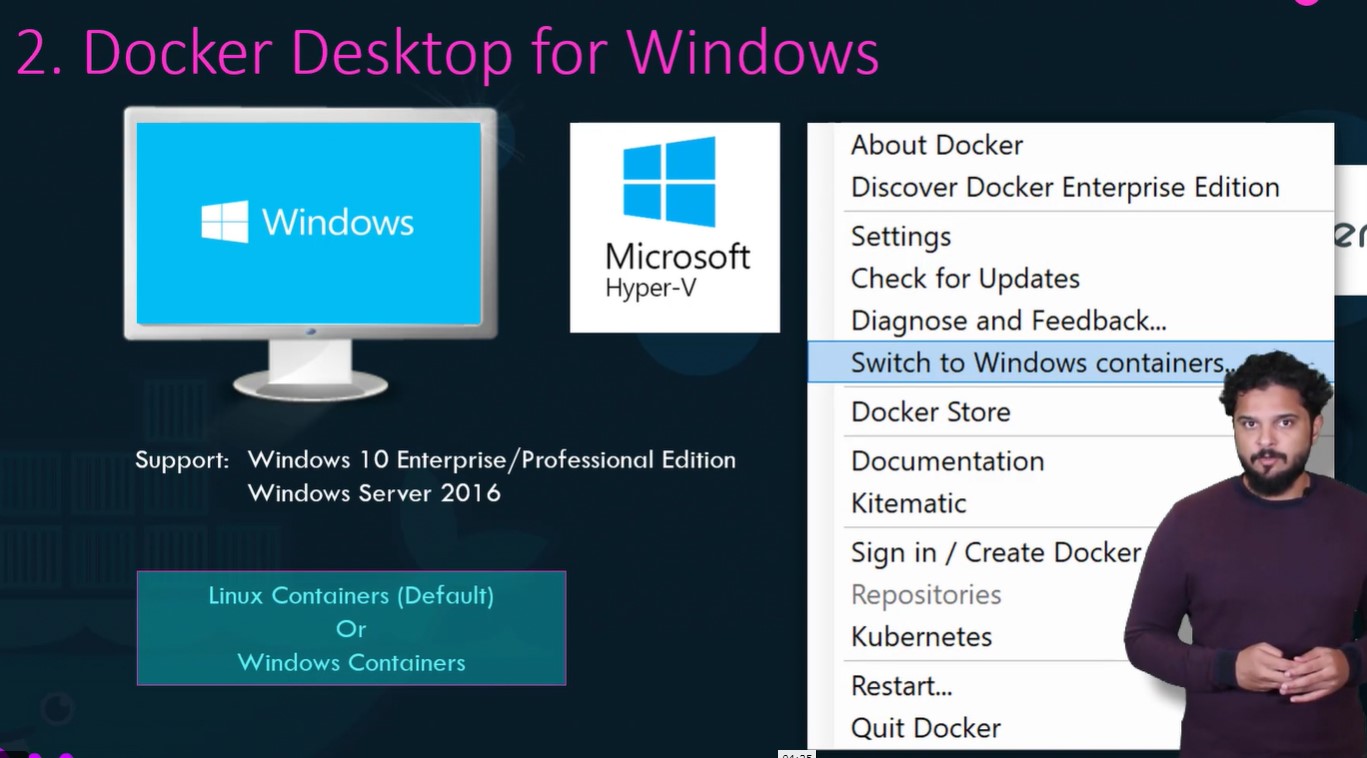 2. Docker Desktop for Windows
Windows
Microsoft
Hyper-V
Support: Windows 10 Enterprise/Professional Edition
Windows Server 2016
Linux Containers (Default)
Or
Windows Containers
About Docker
Discover Docker Enterprise Edition
Settings
Check for Updates
Diagnose and Feedback...
Switch to Windows containers...
Docker Store
Documentation
Kitematic
Sign in / Create Docker
Repositories
Kubernetes
Restart...
Quit Docker